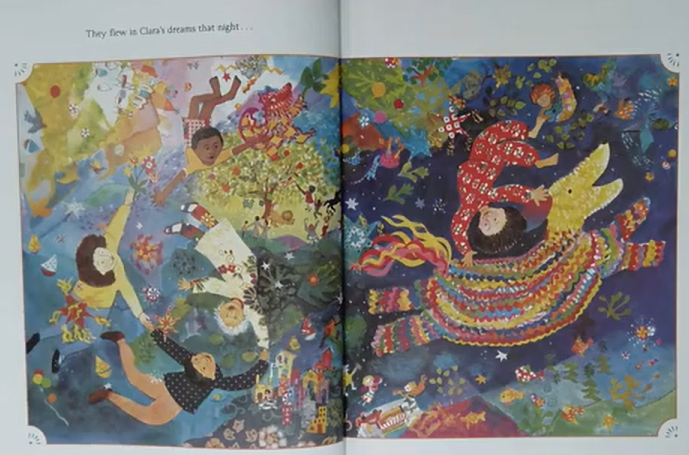 They flew in Clara's dreams that night . . .